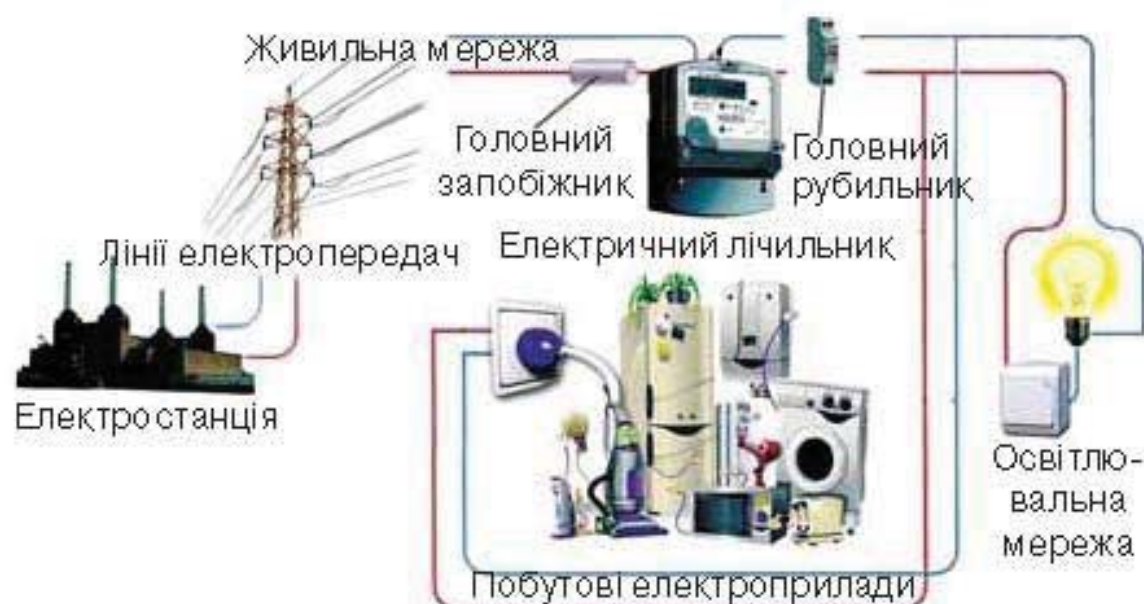 Живильна мережа
Головний
запобіжник
Головний
рубильник
Лінії електропередач
Електричний лічильник
Електростанція
Освітлю-
вальна
мережа
Побутові електроприлади